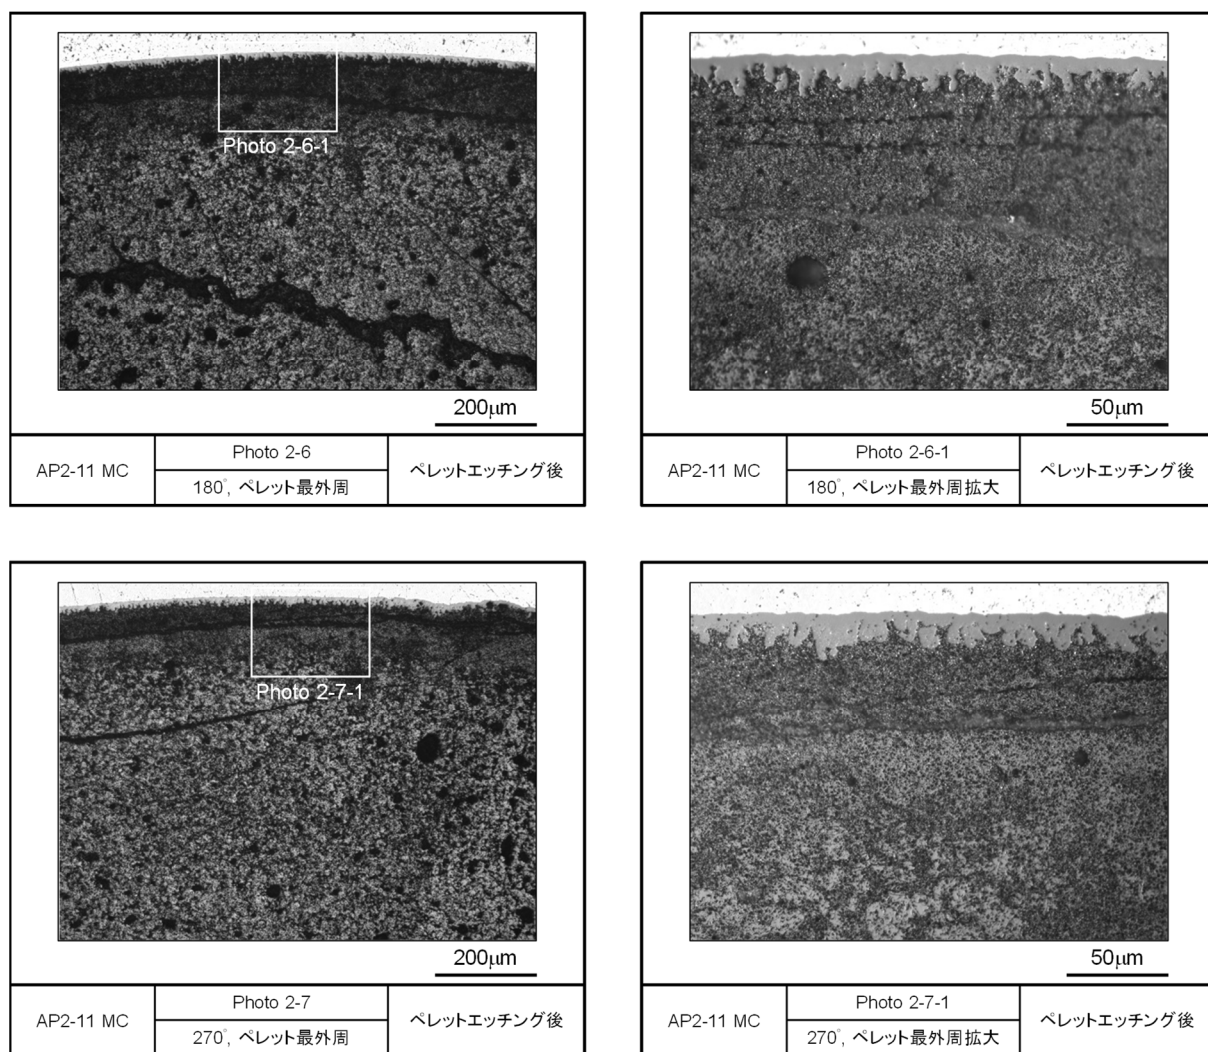 Photo 2-6-1
200μm
AP2-11 MC
Photo 2-6
180°, ペレット最外周
ペレットエッチング後
50μm
AP2-11 MC
Photo 2-6-1
180°, ペレット最外周拡大
ペレットエッチング後
Photo 2-7-1
200μm
AP2-11 MC
Photo 2-7
270°, ペレット最外周
ペレットエッチング後
50μm
AP2-11 MC
Photo 2-7-1
270°, ペレット最外周拡大
ペレットエッチング後